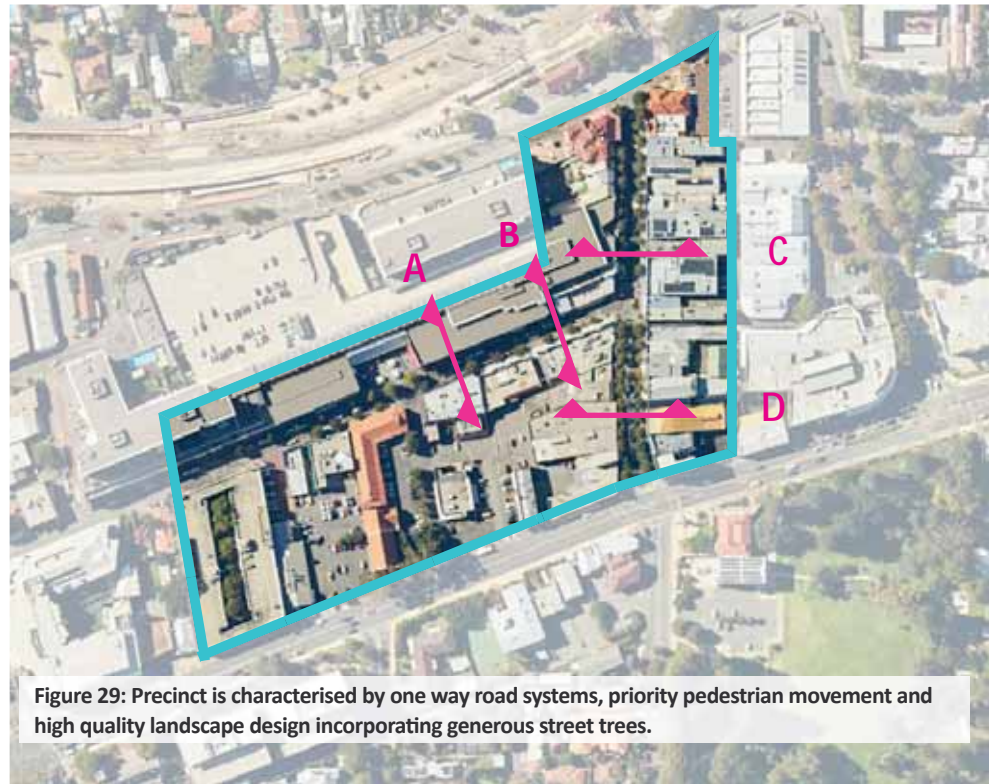 B
A
C
D
Figure 29: Precinct is characterised by one way road systems, priority pedestrian movement and
high quality landscape design incorporating generous street trees.